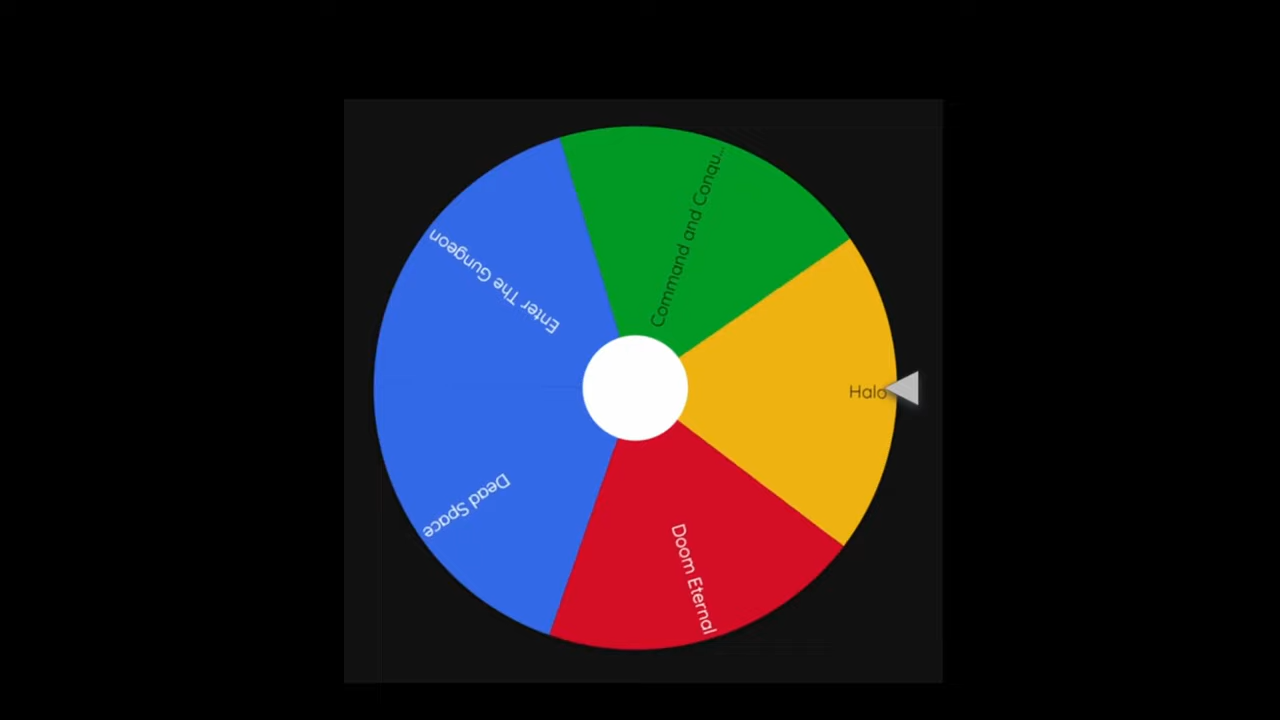 Command and Conqu...
Enter The Gungeon
Halo
Dead Space
Doom Eternal